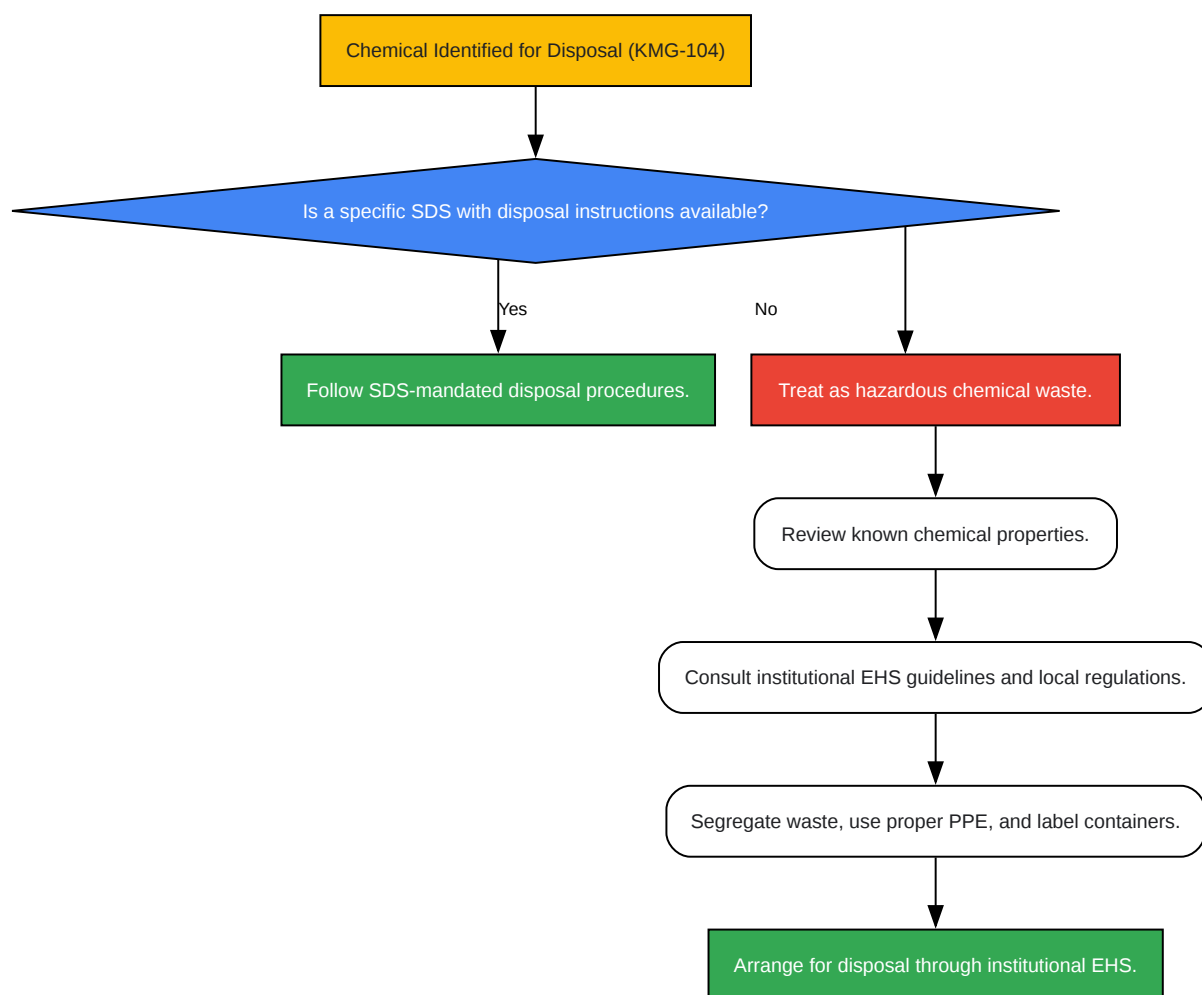 Chemical Identified for Disposal (KMG-104)
Is a specific SDS with disposal instructions available?
Yes
No
Follow SDS-mandated disposal procedures.
Treat as hazardous chemical waste.
Review known chemical properties.
Consult institutional EHS guidelines and local regulations.
Segregate waste, use proper PPE, and label containers.
Arrange for disposal through institutional EHS.